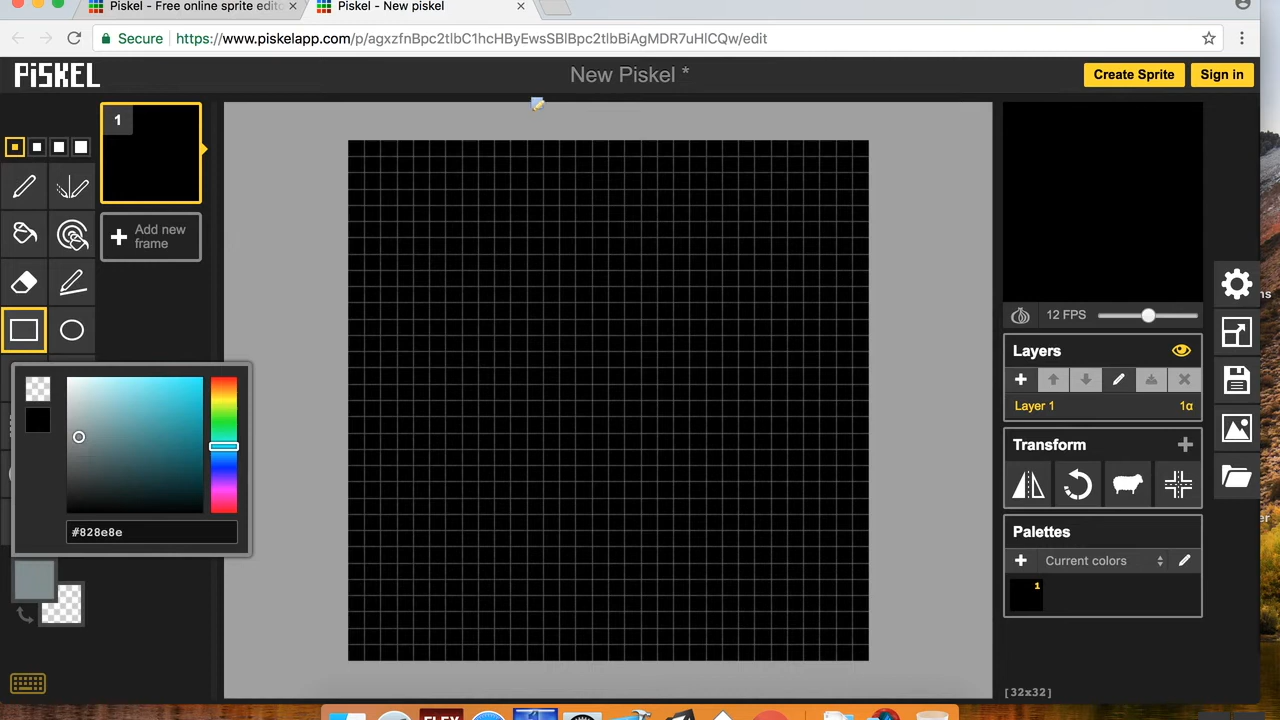 Piskel - Free online sprite edito
Piskel - New piskel
Secure
https://www.piskelapp.com/p/agxzfnBpc2tlbC1hcHByEwsSBlBpc2tlbBiAgMDR7uHlCQw/edit
PiSKEL
New Piskel *
Create Sprite
Sign in
1
Add new
frame
12 FPS
Layers
Layer 1
1α
Transform
#828e8e
Palettes
Current colors
1
[32x32]
FLEX